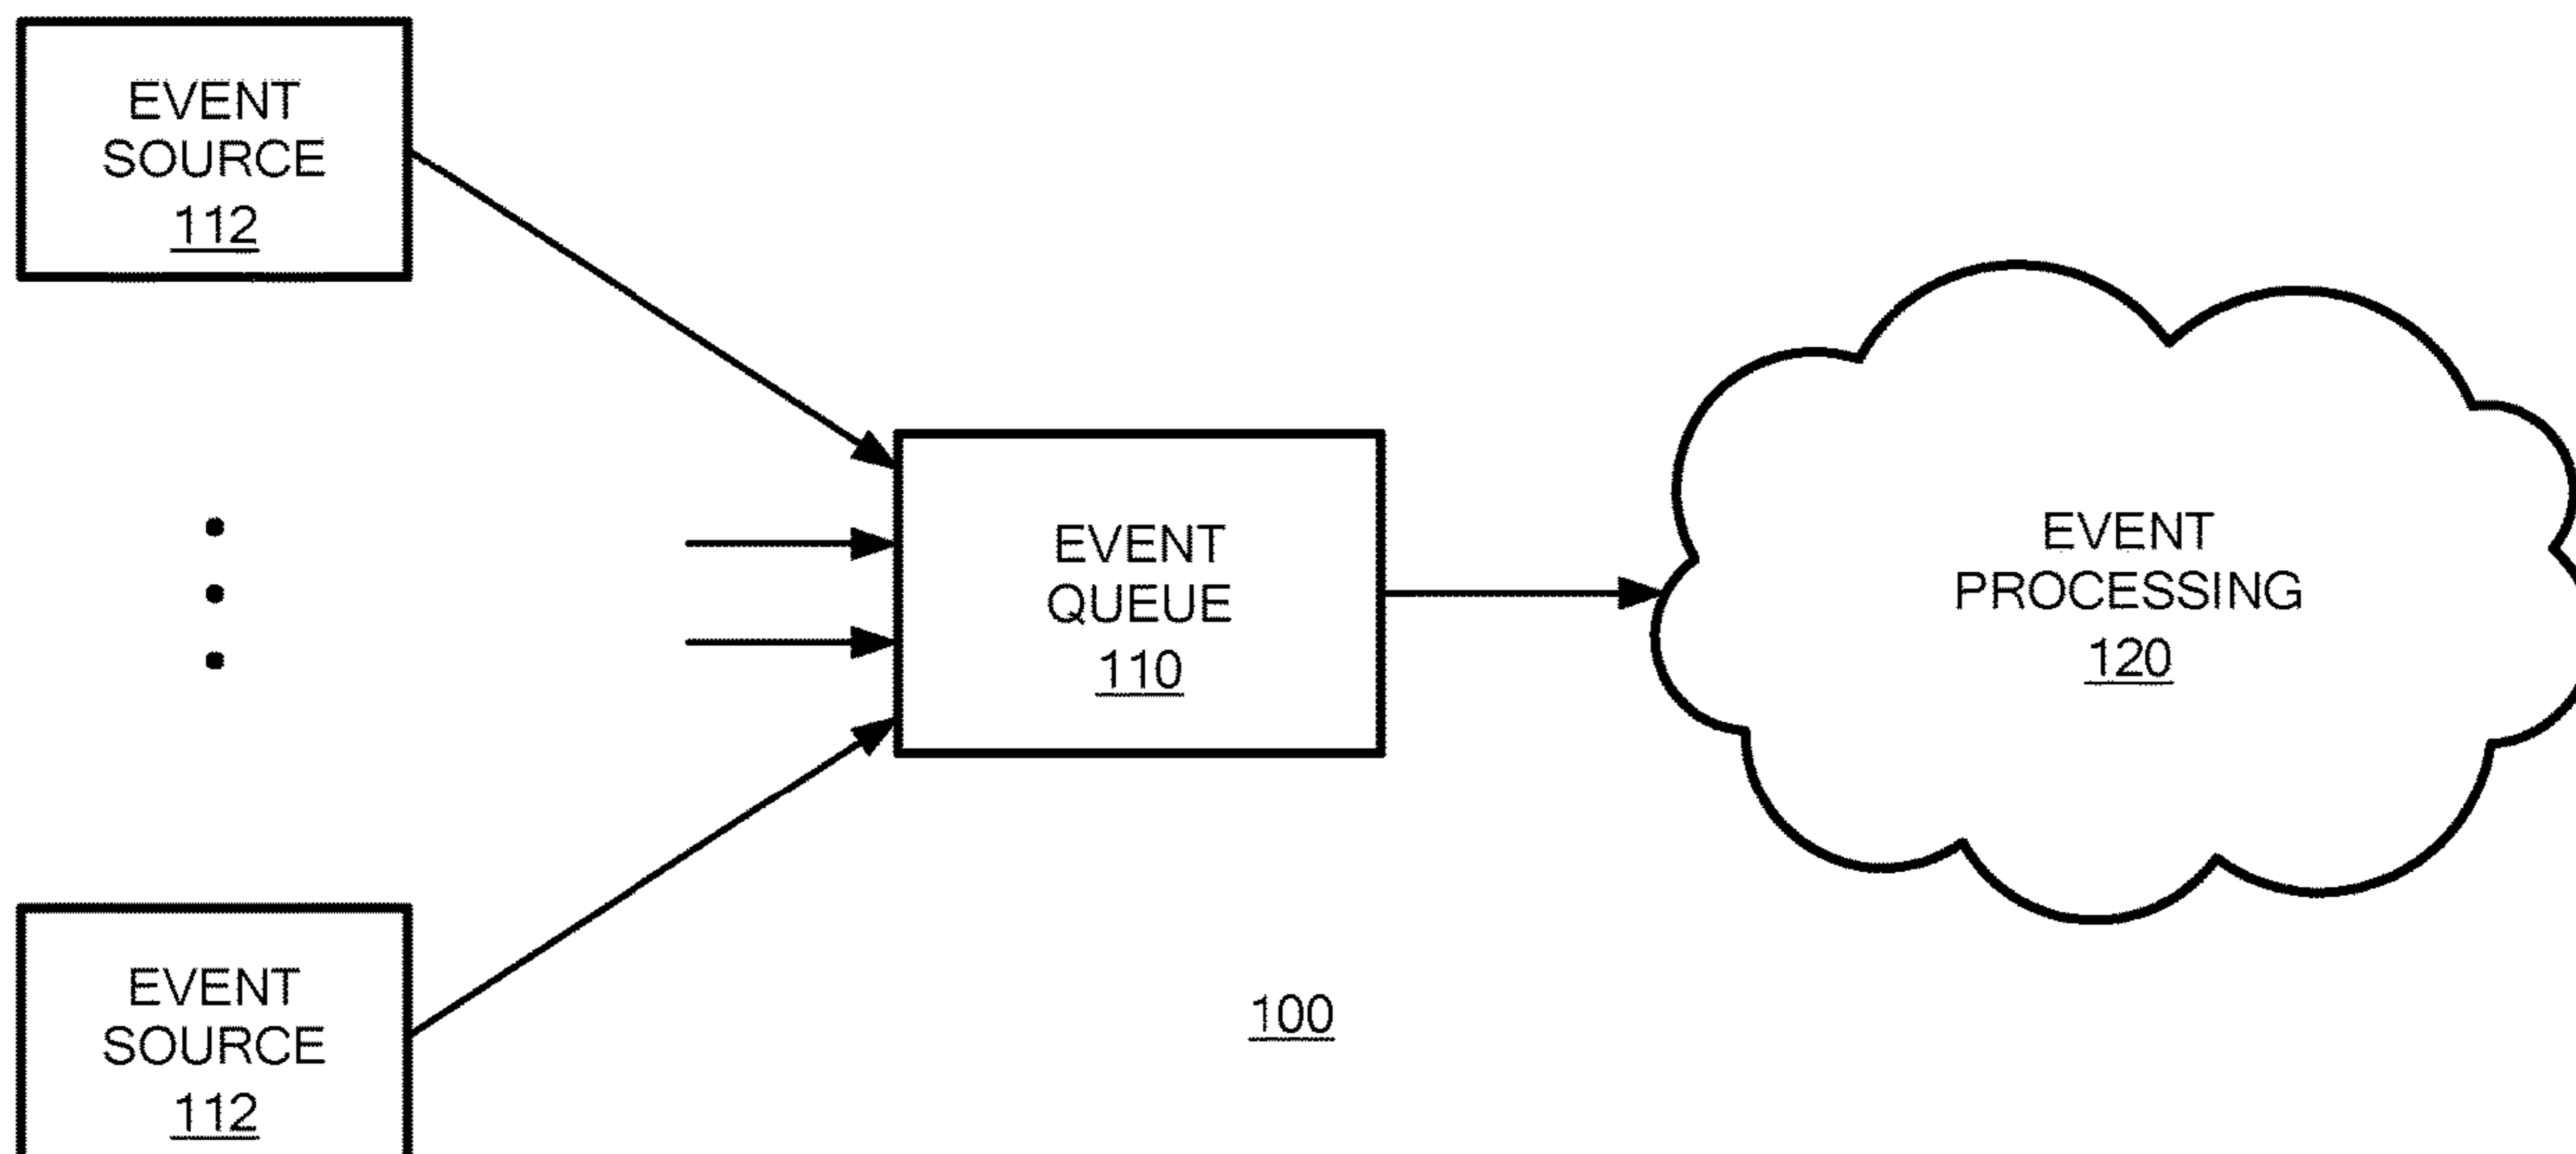 EVENT
SOURCE
112
EVENT
QUEUE
110
EVENT
PROCESSING
120
100
EVENT
SOURCE
112